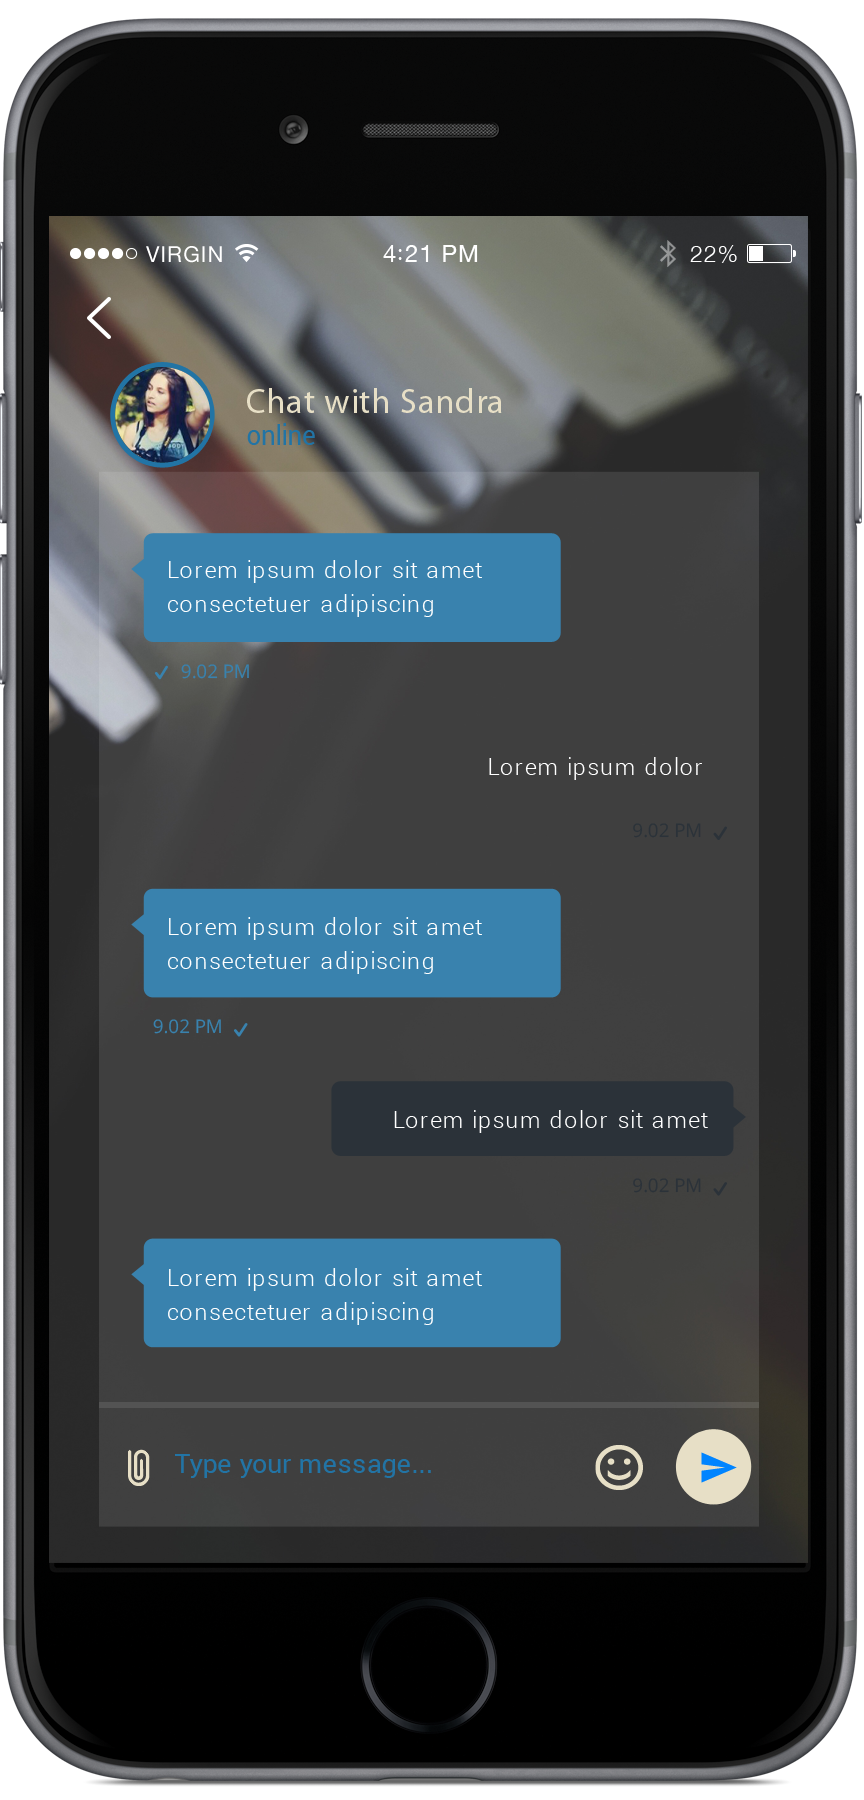 VIRGIN 4:21 PM 22%
Chat with Sandra
online
Lorem ipsum dolor sit amet
consectetuer adipiscing
9.02 PM
Lorem ipsum dolor
9.02 PM
Lorem ipsum dolor sit amet
consectetuer adipiscing
9.02 PM
Lorem ipsum dolor sit amet
9.02 PM
Lorem ipsum dolor sit amet
consectetuer adipiscing
Type your message...